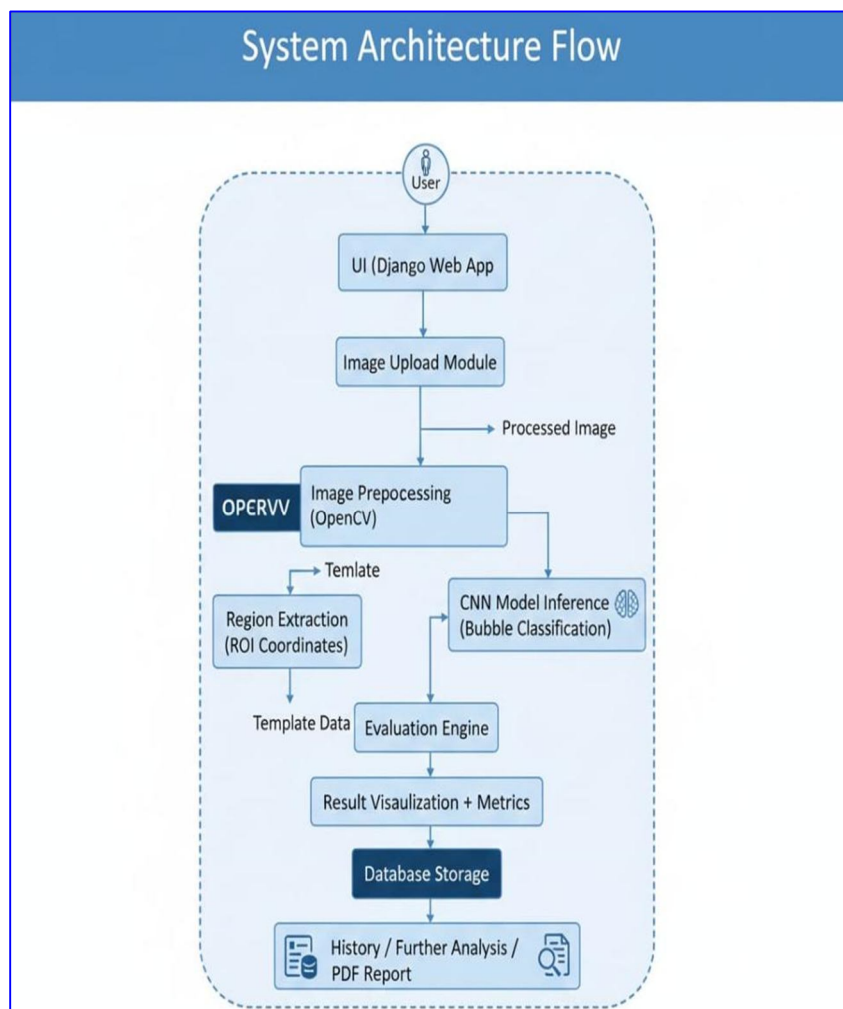 System Architecture Flow
User
UI (Django Web App
Image Upload Module
Processed Image
OPERVV
Image Prepocessing
(OpenCV)
Temlate
Region Extraction
(ROI Coordinates)
CNN Model Inference
(Bubble Classification)
Template Data
Evaluation Engine
Result Visaulization + Metrics
Database Storage
History / Further Analysis /
PDF Report